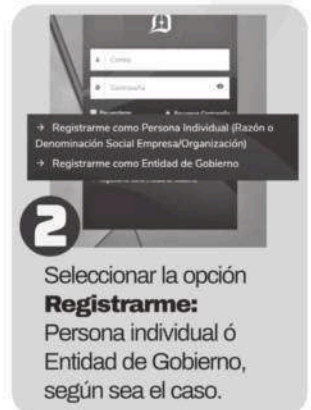 Correo
Contraseña
→ Registrarme como Persona Individual (Razón o
Denominación Social Empresa/Organización)
→ Registrarme como Entidad de Gobierno
2
Seleccionar la opción
Registrarme:
Persona individual ó
Entidad de Gobierno,
según sea el caso.